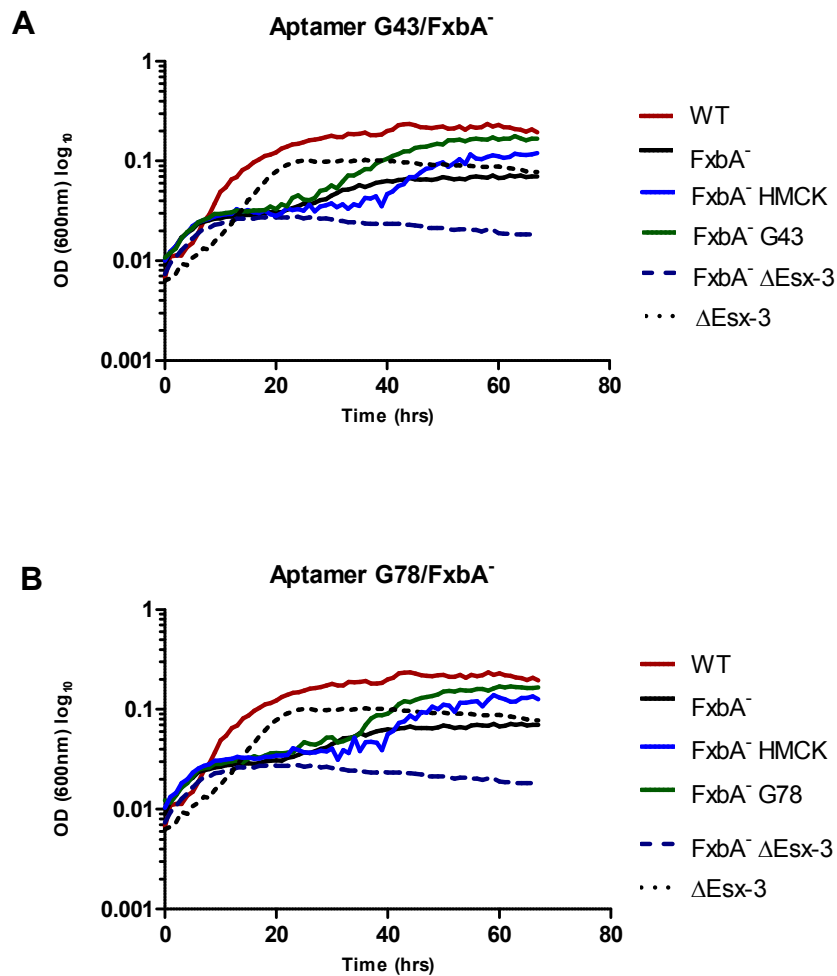 A
Aptamer G43/FxbA⁻
OD (600nm) log₁₀
1
0.1
0.01
0.001
0
20
40
60
80
Time (hrs)
WT
FxbA⁻
FxbA⁻ HMCK
FxbA⁻ G43
FxbA⁻ ΔEsx-3
ΔEsx-3
B
Aptamer G78/FxbA⁻
OD (600nm) log₁₀
1
0.1
0.01
0.001
0
20
40
60
80
Time (hrs)
WT
FxbA⁻
FxbA⁻ HMCK
FxbA⁻ G78
FxbA⁻ ΔEsx-3
ΔEsx-3